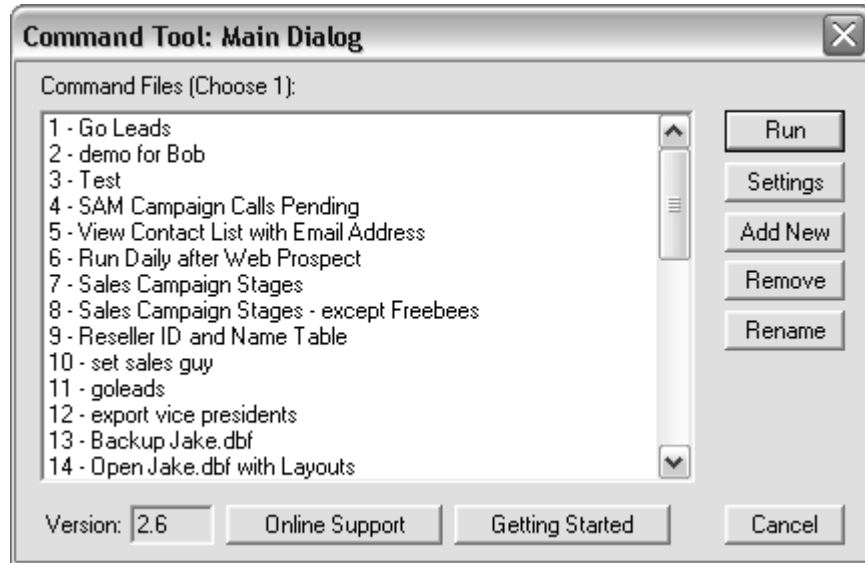 Command Tool: Main Dialog
Command Files (Choose 1):
1 - Go Leads
2 - demo for Bob
3 - Test
4 - SAM Campaign Calls Pending
5 - View Contact List with Email Address
6 - Run Daily after Web Prospect
7 - Sales Campaign Stages
8 - Sales Campaign Stages - except Freebees
9 - Reseller ID and Name Table
10 - set sales guy
11 - goleads
12 - export vice presidents
13 - Backup Jake.dbf
14 - Open Jake.dbf with Layouts
Run
Settings
Add New
Remove
Rename
Version: 2.6 Online Support Getting Started Cancel